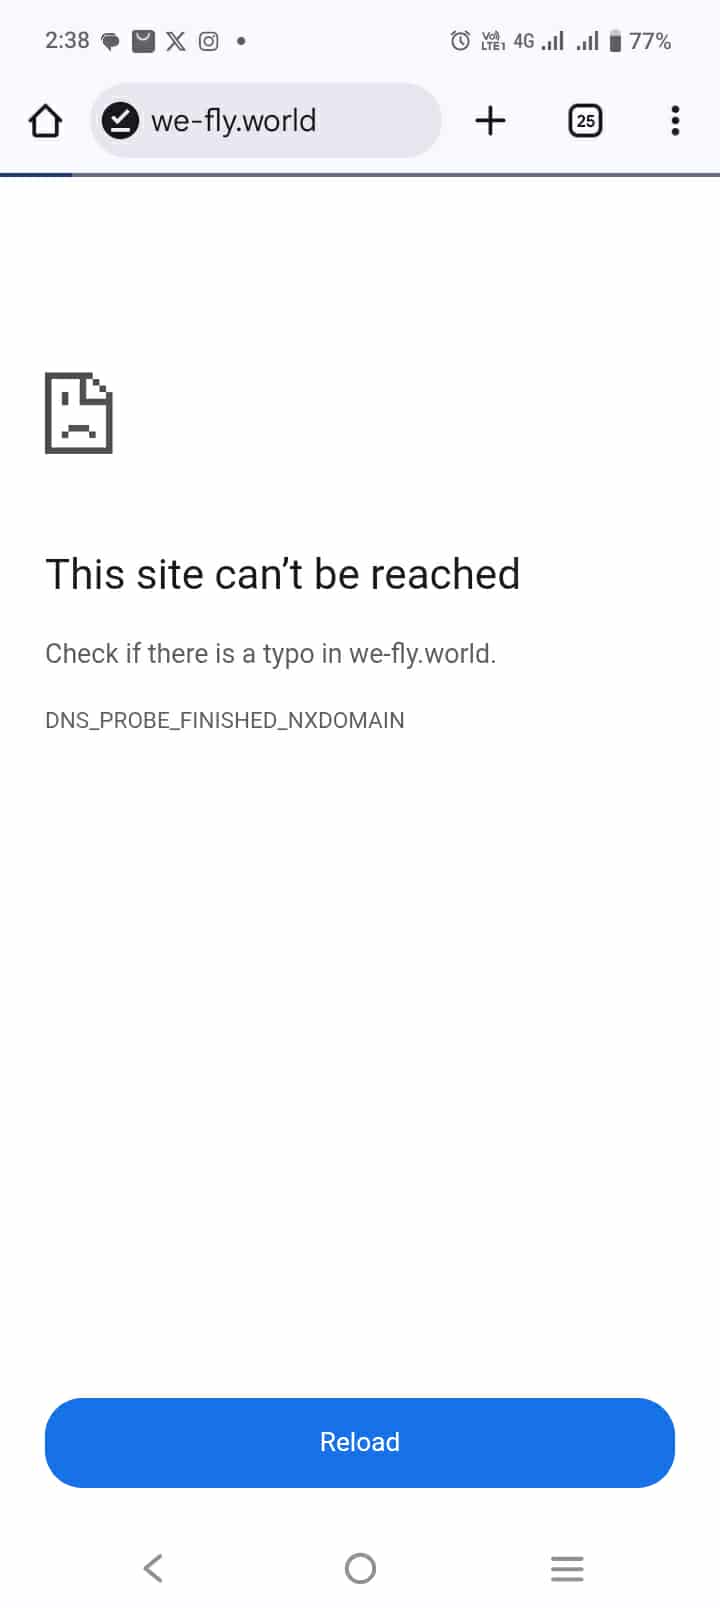 2:38 Vo) LTE1 4G 77%
we-fly.world 25
This site can’t be reached
Check if there is a typo in we-fly.world.
DNS_PROBE_FINISHED_NXDOMAIN
Reload